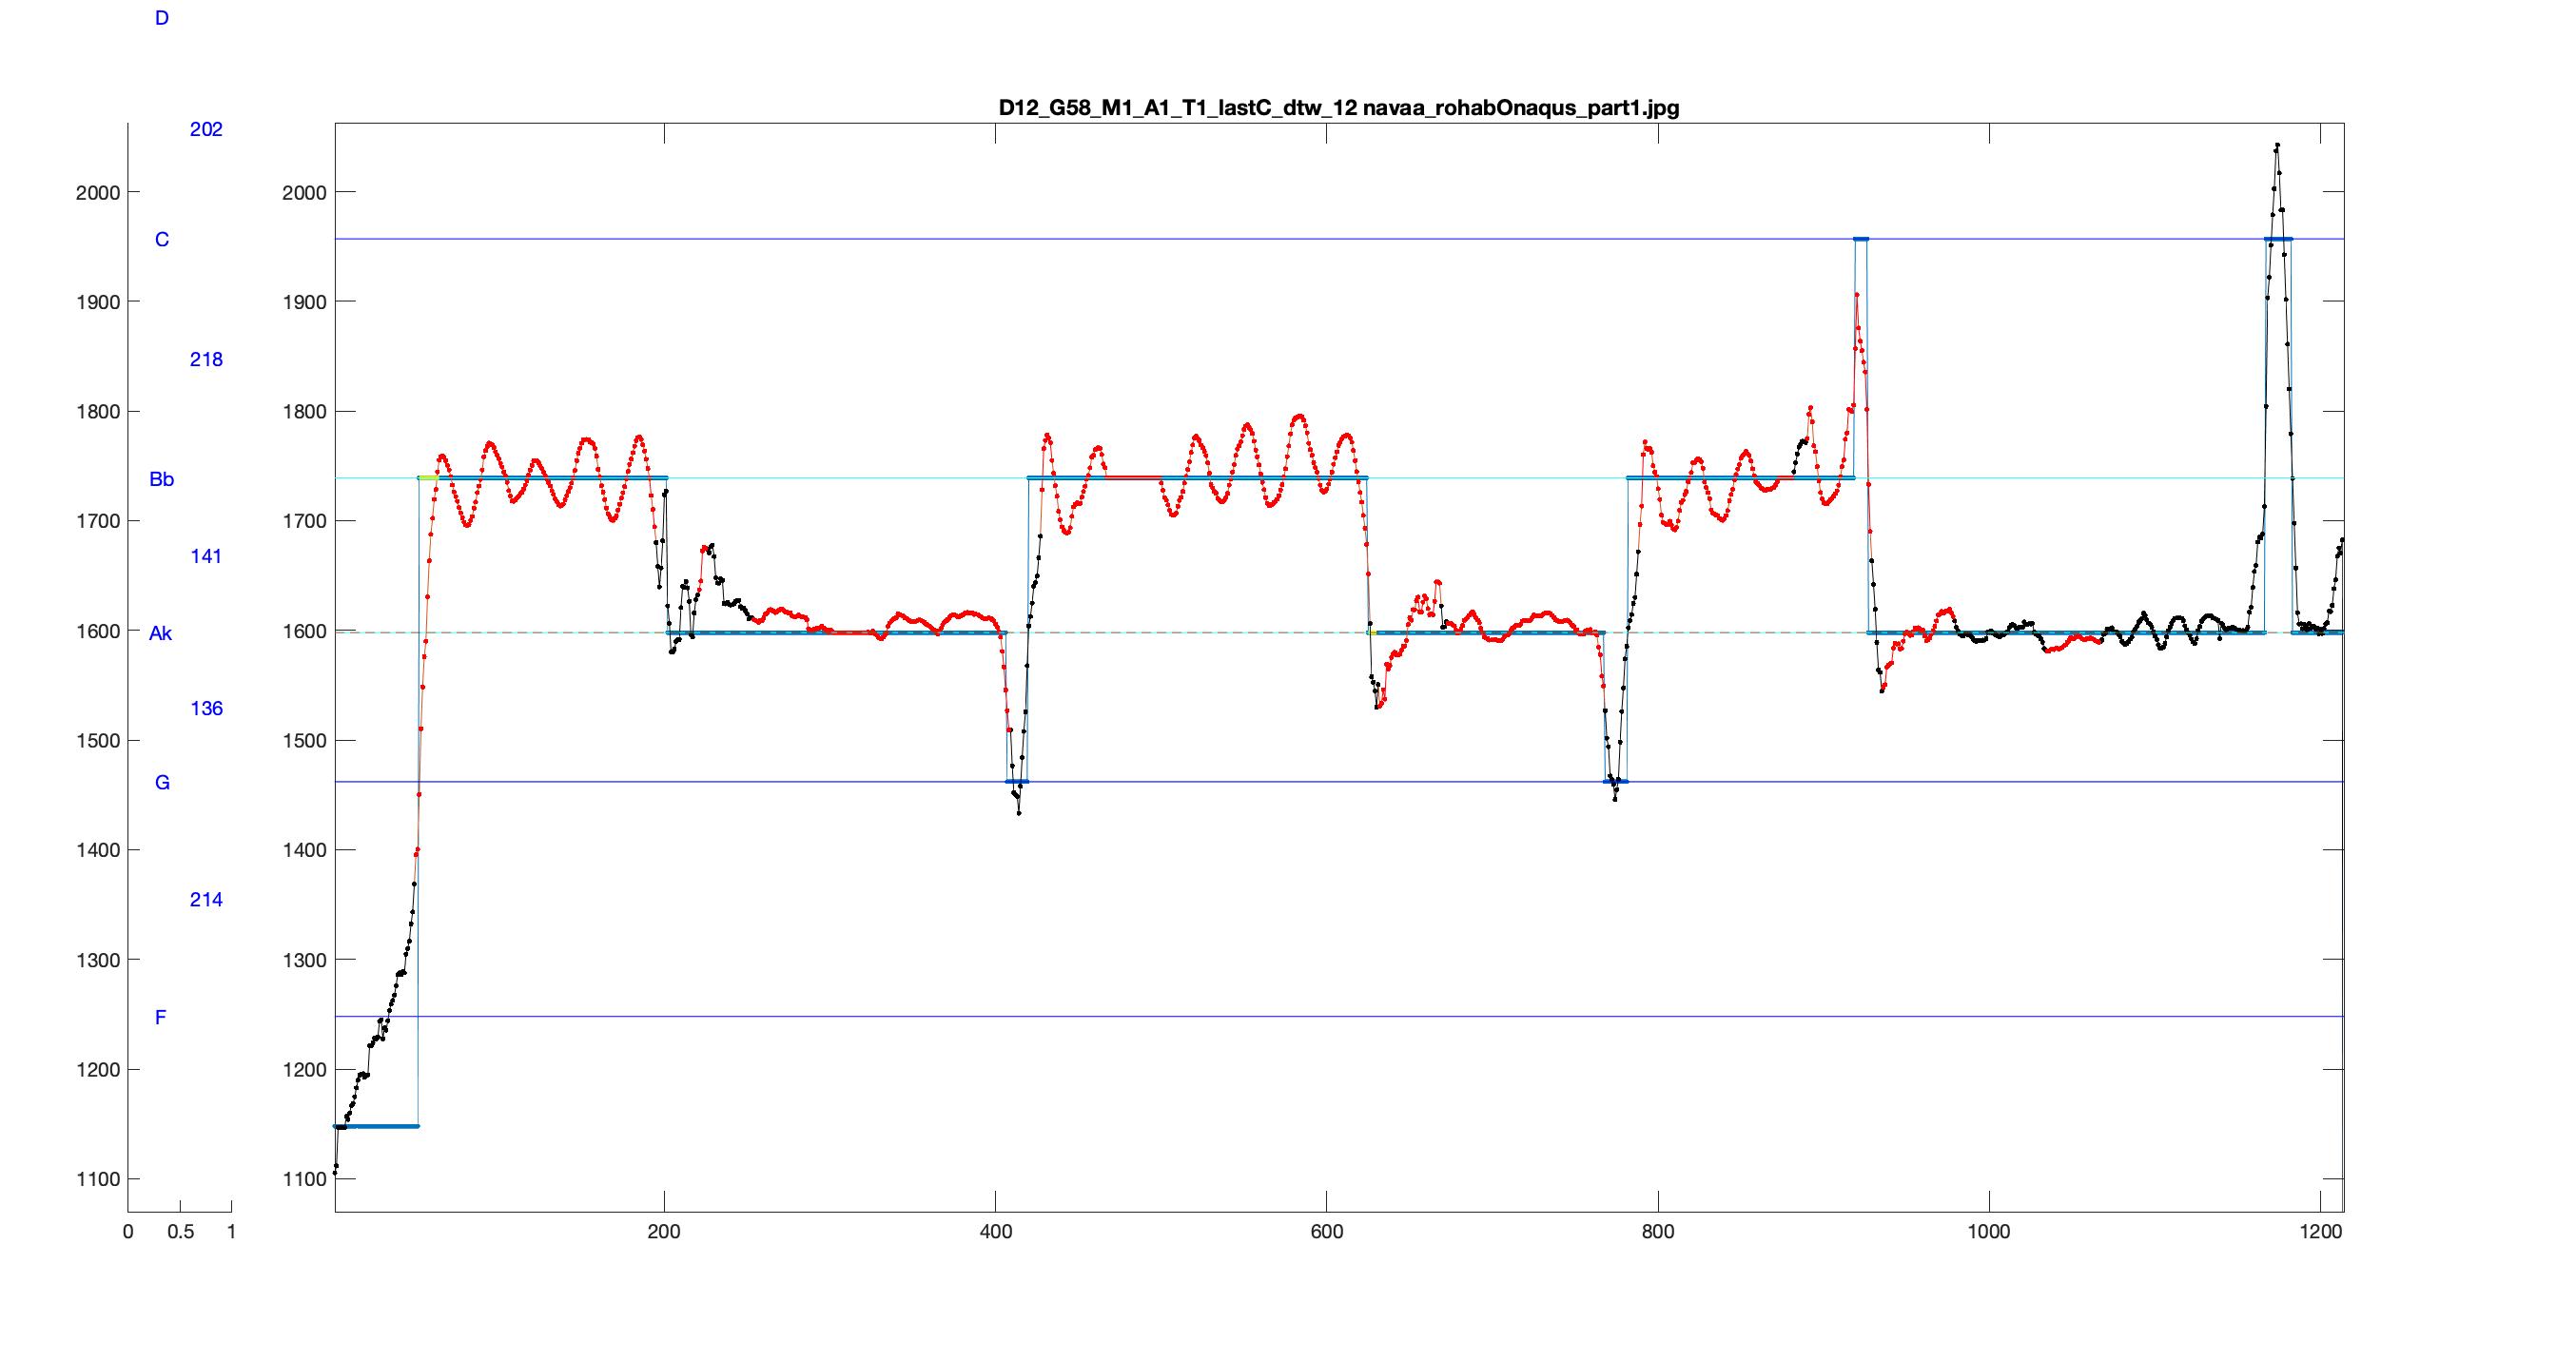 D
D12_G58_M1_A1_T1_lastC_dtw_12 navaa_rohabOnaqus_part1.jpg
202
2000 2000
C
1900 1900
218
1800 1800
Bb
1700 1700
141
1600 Ak 1600
136
1500 1500
G
1400 1400
214
1300 1300
F
1200 1200
1100 1100
0 0.5 1 200 400 600 800 1000 1200